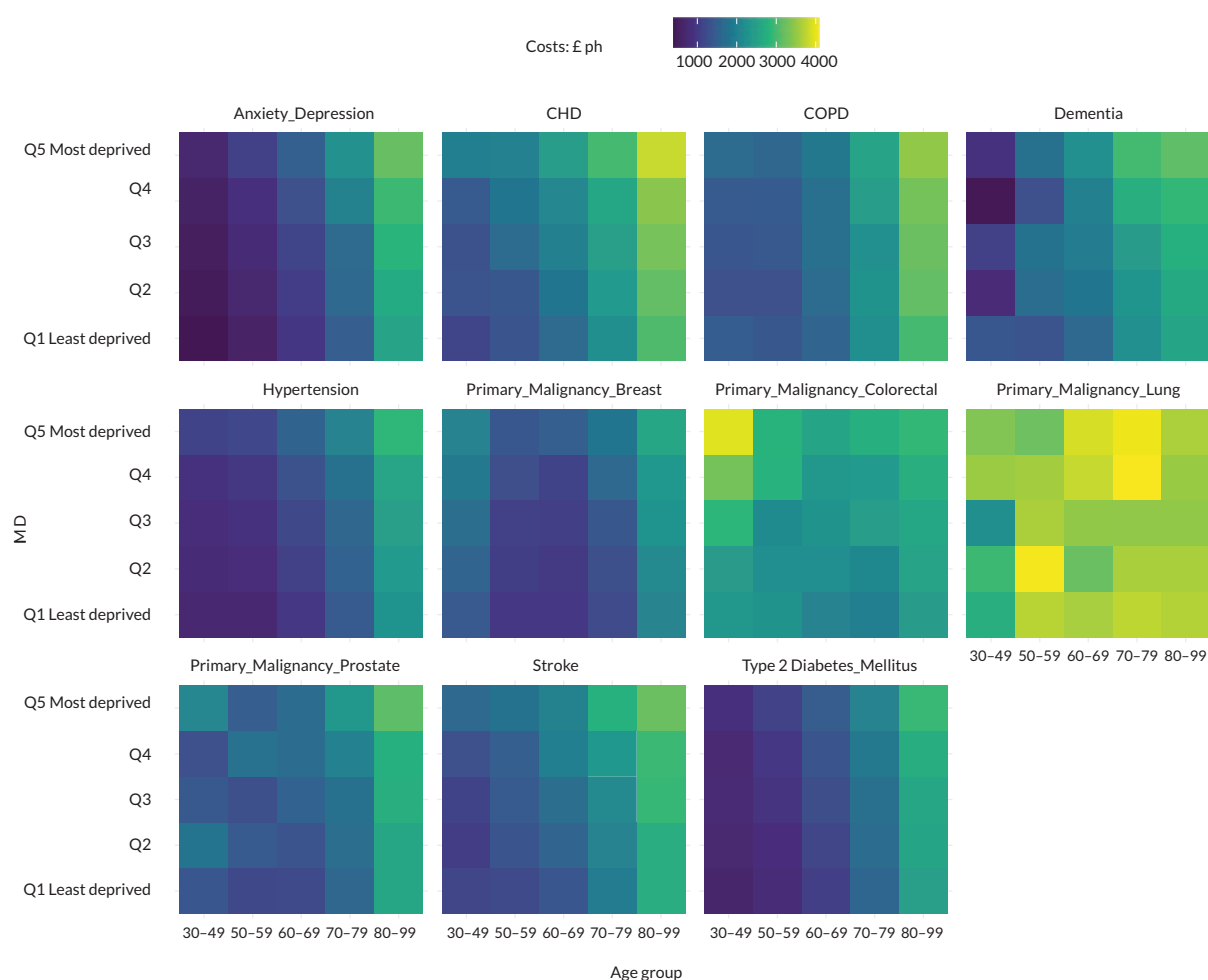 Costs: £ ph
1000 2000 3000 4000
Anxiety_Depression CHD COPD Dementia
Q5 Most deprived
Q4
Q3
Q2
Q1 Least deprived
Hypertension Primary_Malignancy_Breast Primary_Malignancy_Colorectal Primary_Malignancy_Lung
Q5 Most deprived
Q4
Q3
Q2
Q1 Least deprived
MD
30–49 50–59 60–69 70–79 80–99
Primary_Malignancy_Prostate Stroke Type 2 Diabetes_Mellitus
Q5 Most deprived
Q4
Q3
Q2
Q1 Least deprived
30–49 50–59 60–69 70–79 80–99 30–49 50–59 60–69 70–79 80–99 30–49 50–59 60–69 70–79 80–99
Age group